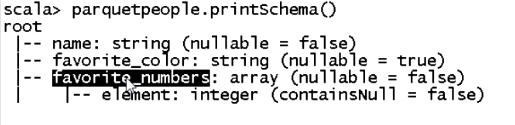 scala> parquetpeople.printSchema()
root
 |-- name: string (nullable = false)
 |-- favorite_color: string (nullable = true)
 |-- favorite_numbers: array (nullable = false)
 |    |-- element: integer (containsNull = false)